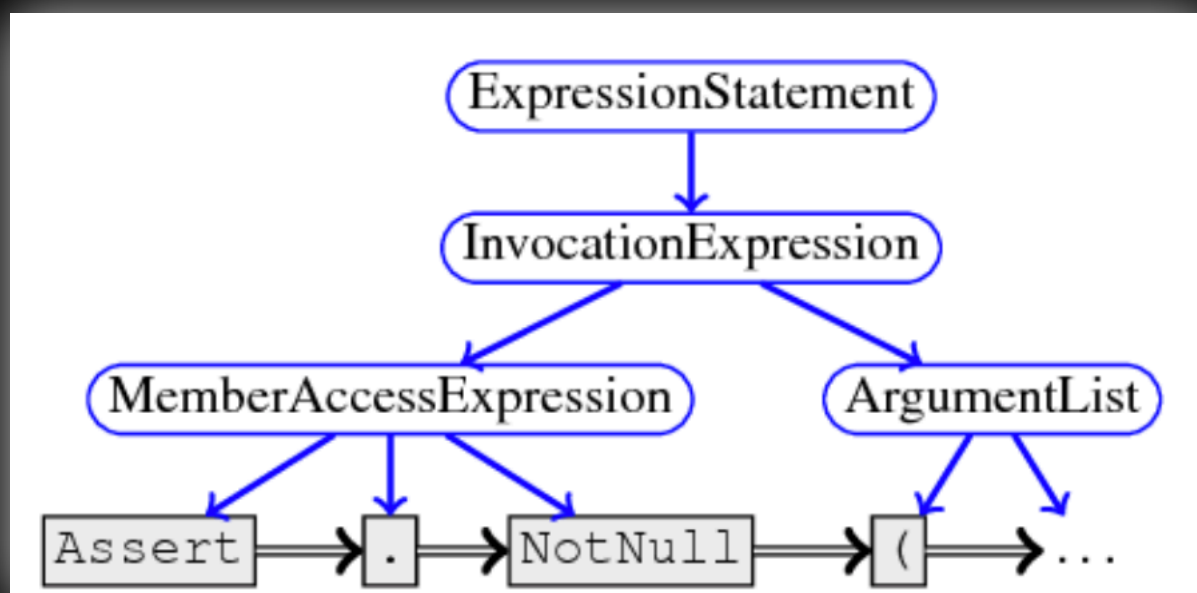 ExpressionStatement
InvocationExpression
MemberAccessExpression ArgumentList
Assert . NotNull ( ...